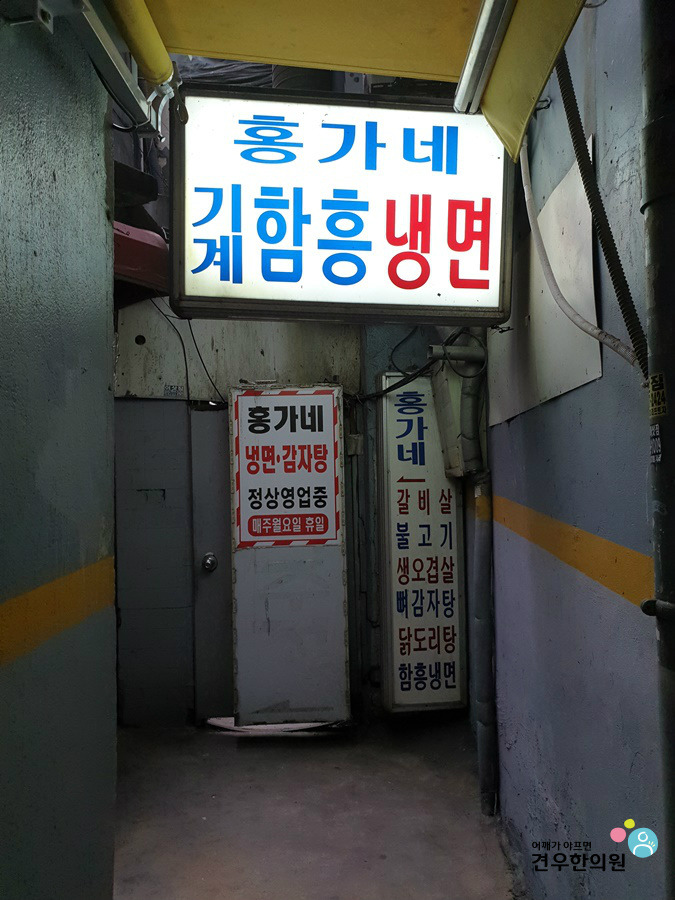 홍가네
기계함흥냉면
홍가네
냉면·감자탕
정상영업중
매주월요일 휴일
홍가네
갈비살
불고기
생오겹살
뼈감자탕
닭도리탕
함흥냉면
어깨가 아프면
견우한의원